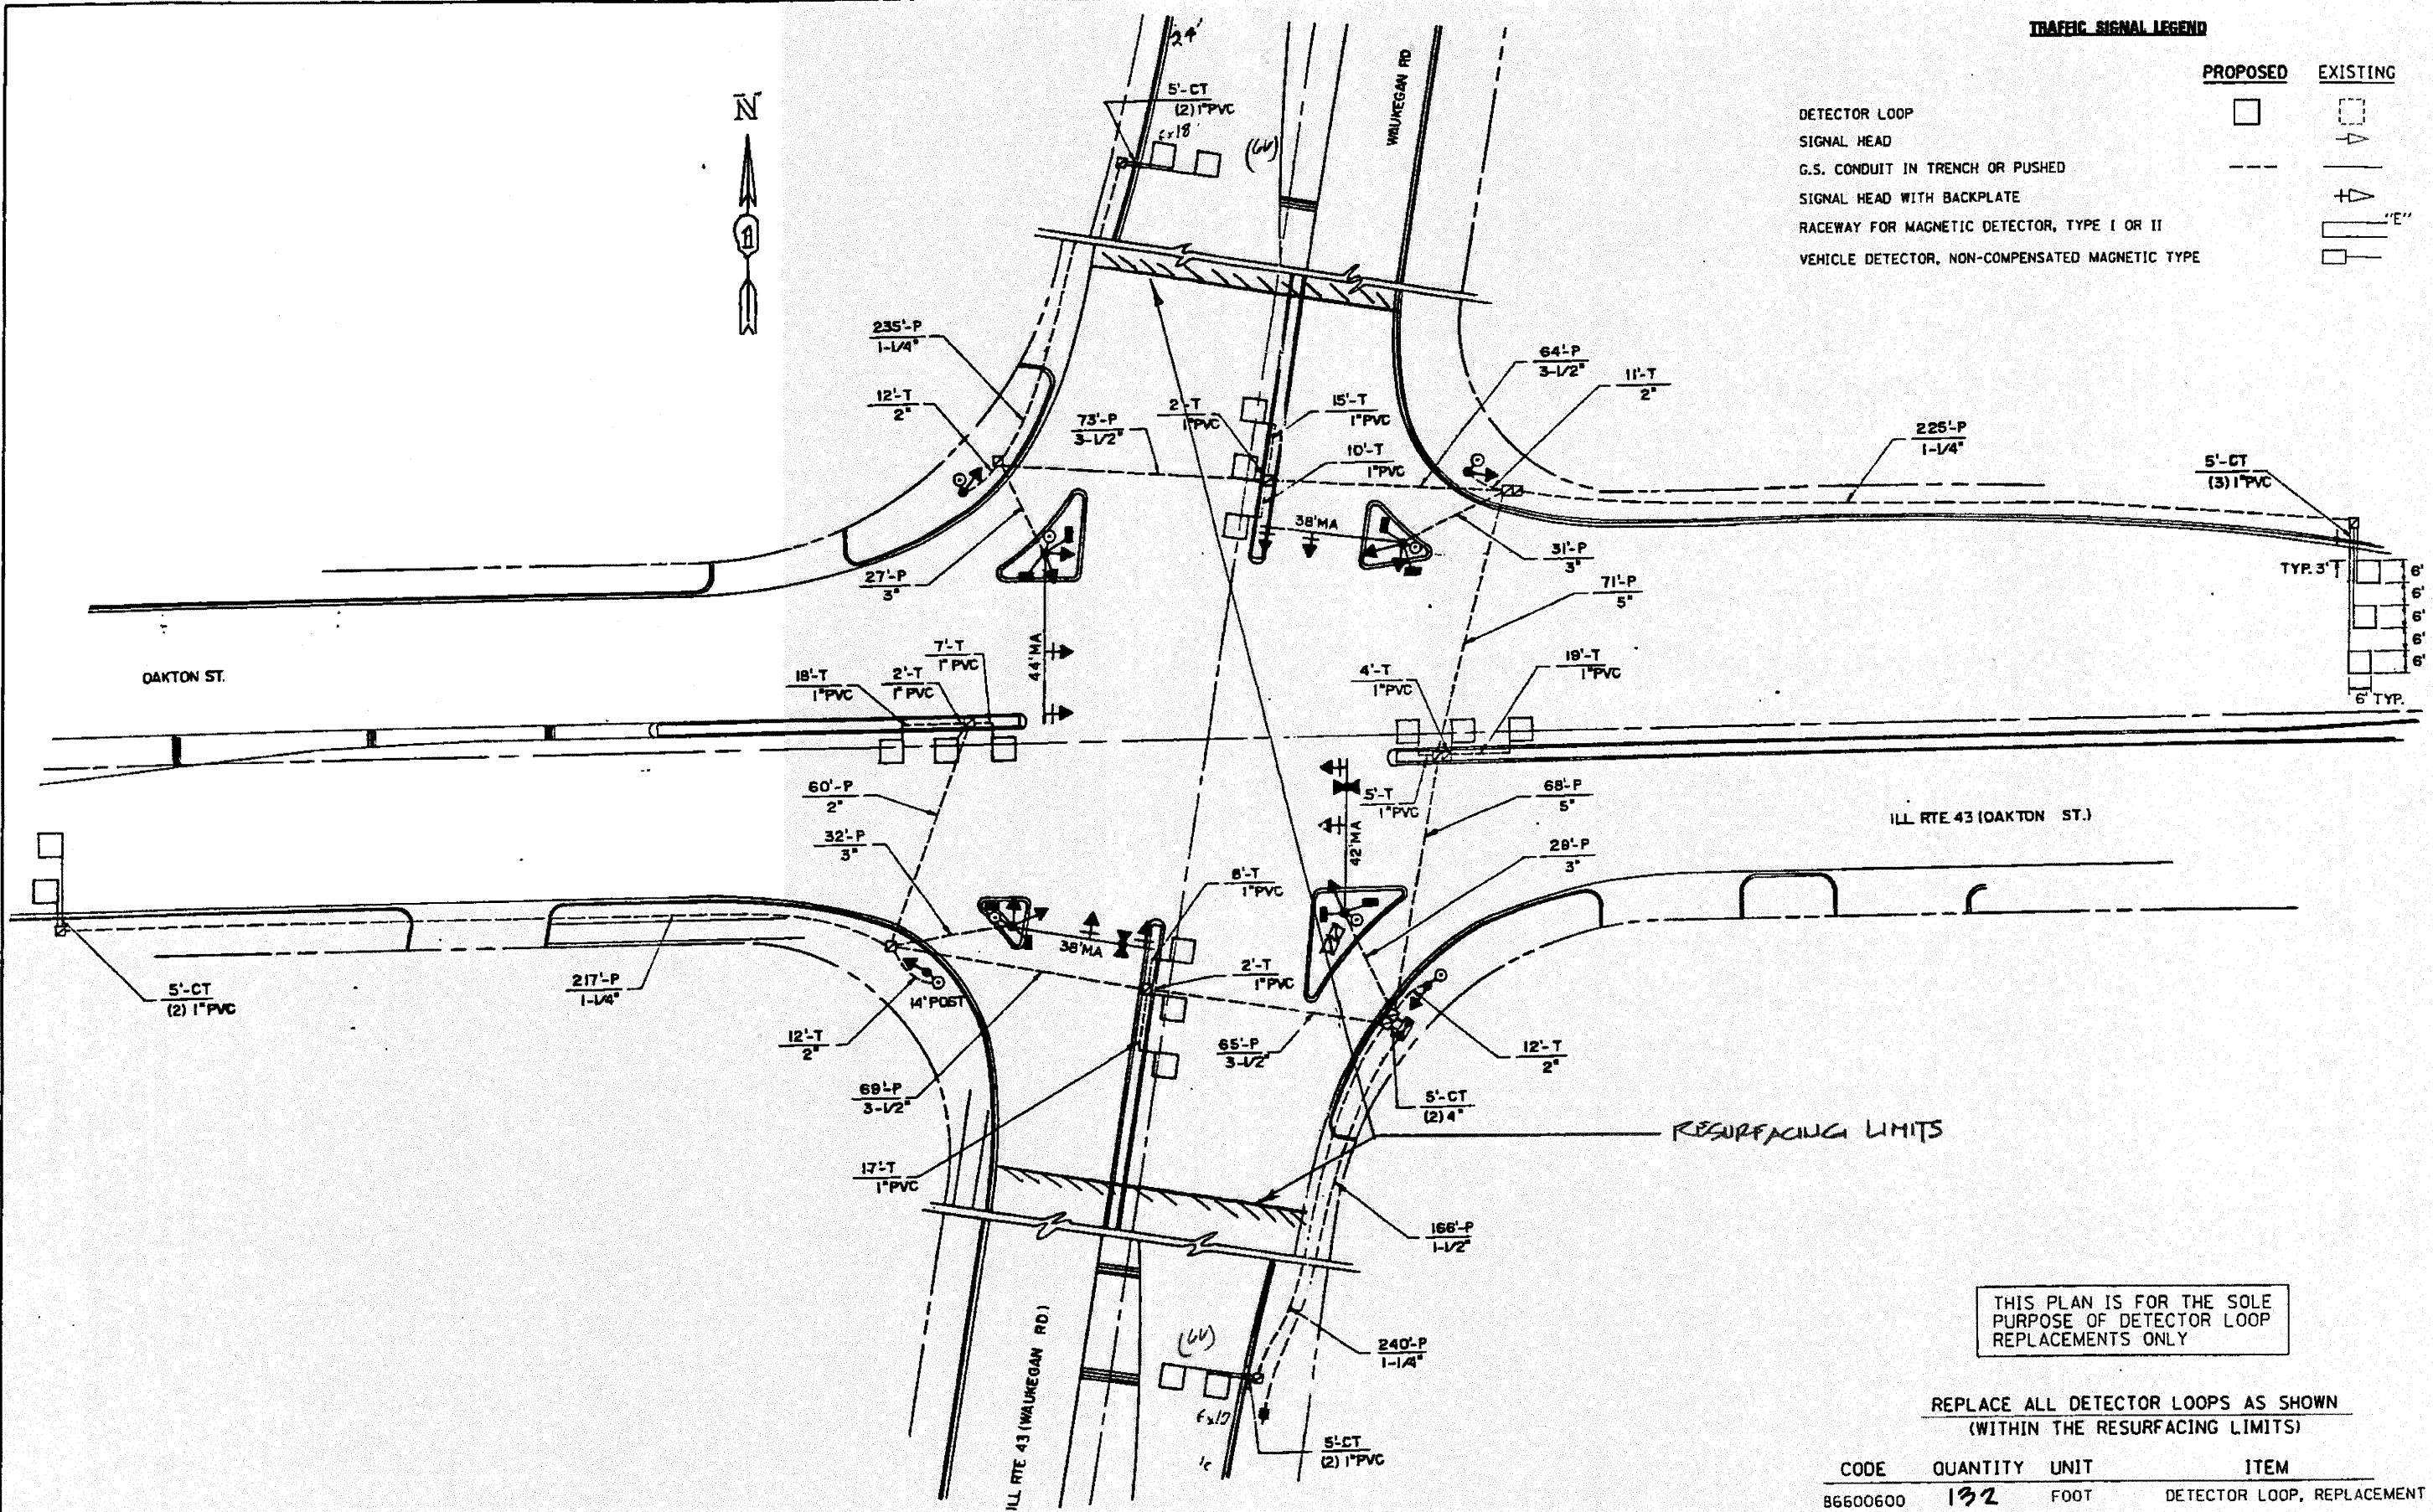 TRAFFIC SIGNAL LEGEND
PROPOSED EXISTING
DETECTOR LOOP
SIGNAL HEAD
G.S. CONDUIT IN TRENCH OR PUSHED
SIGNAL HEAD WITH BACKPLATE
RACEWAY FOR MAGNETIC DETECTOR, TYPE I OR II "E"
VEHICLE DETECTOR, NON-COMPENSATED MAGNETIC TYPE
N
1
24'
5'-CT
(2) 1"PVC
WAUKEGAN RD
235'-P
1-1/4"
12'-T
2"
73'-P
3-1/2"
2'-T
1"PVC
15'-T
1"PVC
10'-T
1"PVC
64'-P
3-1/2"
11'-T
2"
225'-P
1-1/4"
5'-CT
(3) 1"PVC
38'MA
27'-P
3"
31'-P
3"
71'-P
5"
TYP. 3'
6'
6'
6'
6'
6'
6' TYP.
OAKTON ST.
44'MA
18'-T
1"PVC
2'-T
1" PVC
7'-T
1" PVC
4'-T
1"PVC
19'-T
1"PVC
60'-P
2"
5'-T
1"PVC
68'-P
5"
ILL RTE 43 (OAKTON ST.)
32'-P
3"
42'MA
29'-P
3"
8'-T
1"PVC
38'MA
2'-T
1"PVC
5'-CT
(2) 1"PVC
217'-P
1-1/4"
14' POST
12'-T
2"
65'-P
3-1/2"
12'-T
2"
69'-P
3-1/2"
5'-CT
(2) 4"
RESURFACING LIMITS
17'-T
1"PVC
166'-P
1-1/2"
240'-P
1-1/4"
ILL RTE 43 (WAUKEGAN RD.)
5'-CT
(2) 1"PVC
THIS PLAN IS FOR THE SOLE
PURPOSE OF DETECTOR LOOP
REPLACEMENTS ONLY
REPLACE ALL DETECTOR LOOPS AS SHOWN
(WITHIN THE RESURFACING LIMITS)
CODE QUANTITY UNIT ITEM
86600600 132 FOOT DETECTOR LOOP, REPLACEMENT